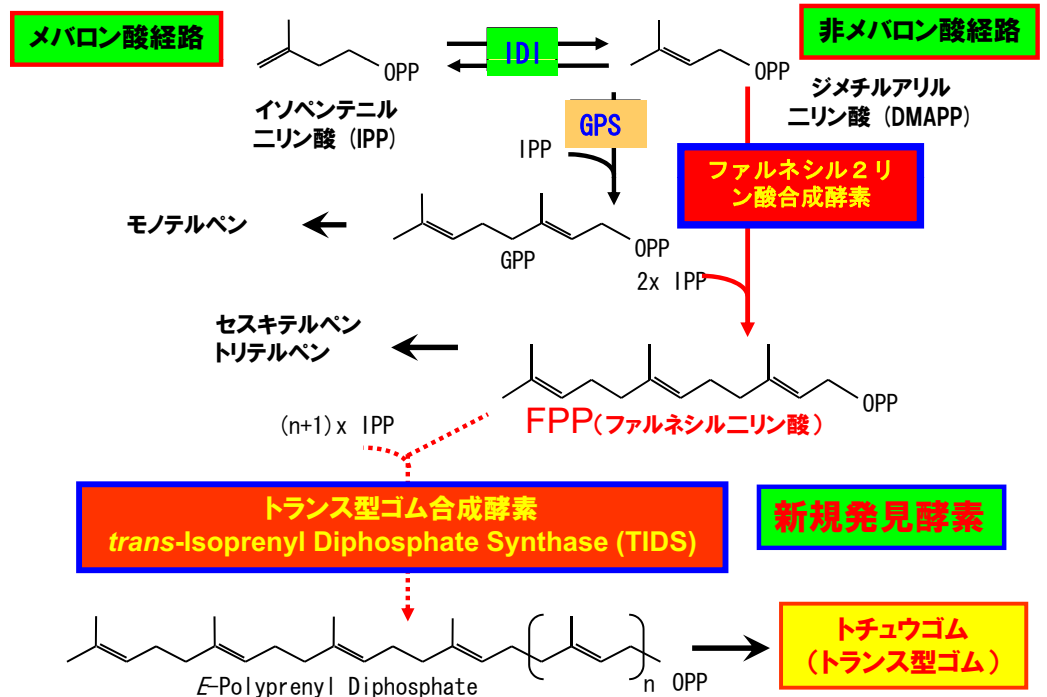 メバロン酸経路
OPP
IDI
OPP
非メバロン酸経路
イソペンテニル
二リン酸 (IPP)
GPS
IPP
ジメチルアリル
二リン酸 (DMAPP)
ファルネシル２リ
ン酸合成酵素
モノテルペン
OPP
GPP
2x IPP
セスキテルペン
トリテルペン
OPP
(n+1)x IPP
FPP(ファルネシル二リン酸)
トランス型ゴム合成酵素
trans-Isoprenyl Diphosphate Synthase (TIDS)
新規発見酵素
n OPP
E-Polyprenyl Diphosphate
トチュウゴム
(トランス型ゴム)